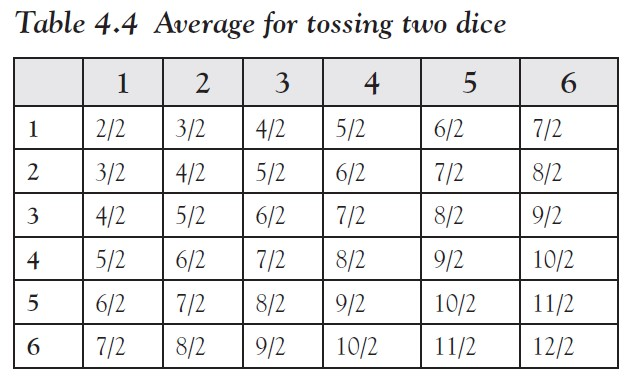 Table 4.4 Average for tossing two dice
1 2 3 4 5 6
1 2/2 3/2 4/2 5/2 6/2 7/2
2 3/2 4/2 5/2 6/2 7/2 8/2
3 4/2 5/2 6/2 7/2 8/2 9/2
4 5/2 6/2 7/2 8/2 9/2 10/2
5 6/2 7/2 8/2 9/2 10/2 11/2
6 7/2 8/2 9/2 10/2 11/2 12/2